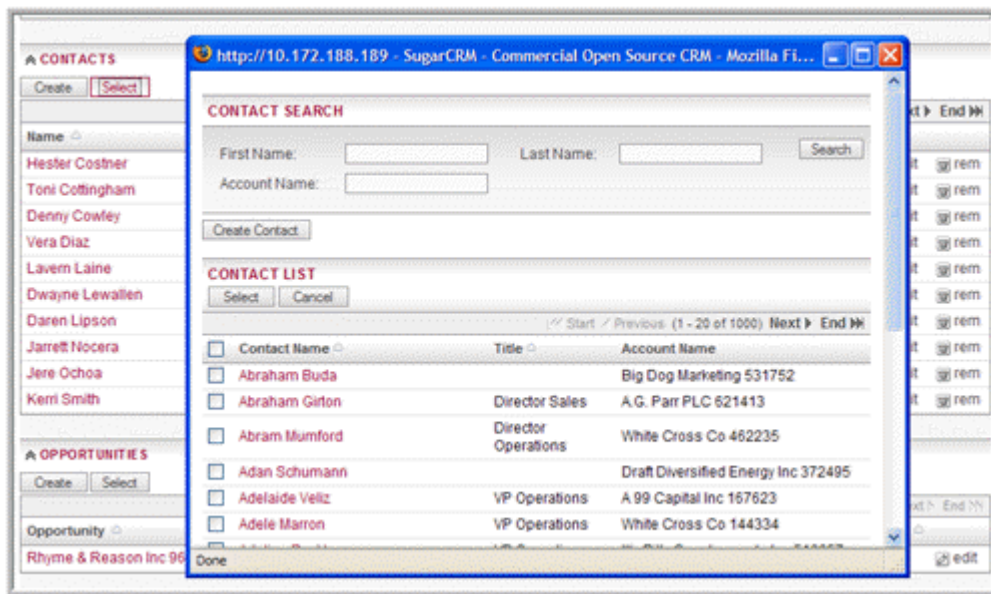 CONTACTS
Create Select
Name
Hester Costner
Toni Cottingham
Denny Cowley
Vera Diaz
Lavern Laine
Dwayne Lewallen
Daren Lipson
Jarrett Nocera
Jere Ochoa
Kerri Smith
OPPORTUNITIES
Create Select
Opportunity
Rhyme & Reason Inc 96
http://10.172.188.189 - SugarCRM - Commercial Open Source CRM - Mozilla Fi...
CONTACT SEARCH
First Name: Last Name: Search
Account Name:
Create Contact
CONTACT LIST
Select Cancel
Start Previous (1 - 20 of 1000) Next End
Contact Name Title Account Name
Abraham Buda Big Dog Marketing 531752
Abraham Girton Director Sales A.G. Parr PLC 621413
Abram Mumford Director Operations White Cross Co 462235
Adan Schumann Draft Diversified Energy Inc 372495
Adelaide Veliz VP Operations A 99 Capital Inc 167623
Adele Marron VP Operations White Cross Co 144334
Done
End
rem
rem
rem
rem
rem
rem
rem
rem
rem
rem
End
edit